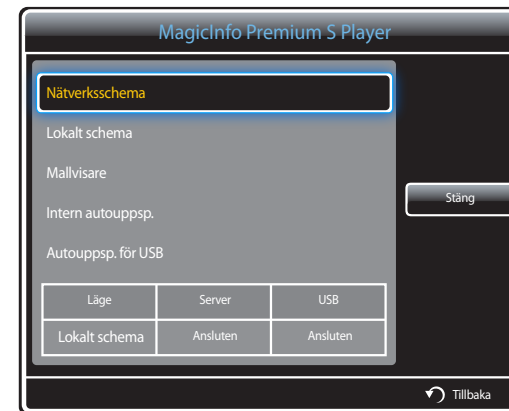 MagicInfo Premium S Player
Nätverksschema
Lokalt schema
Mallvisare
Intern autouppsp.
Autouppsp. för USB
Stäng
Läge Server USB
Lokalt schema Ansluten Ansluten
Tillbaka